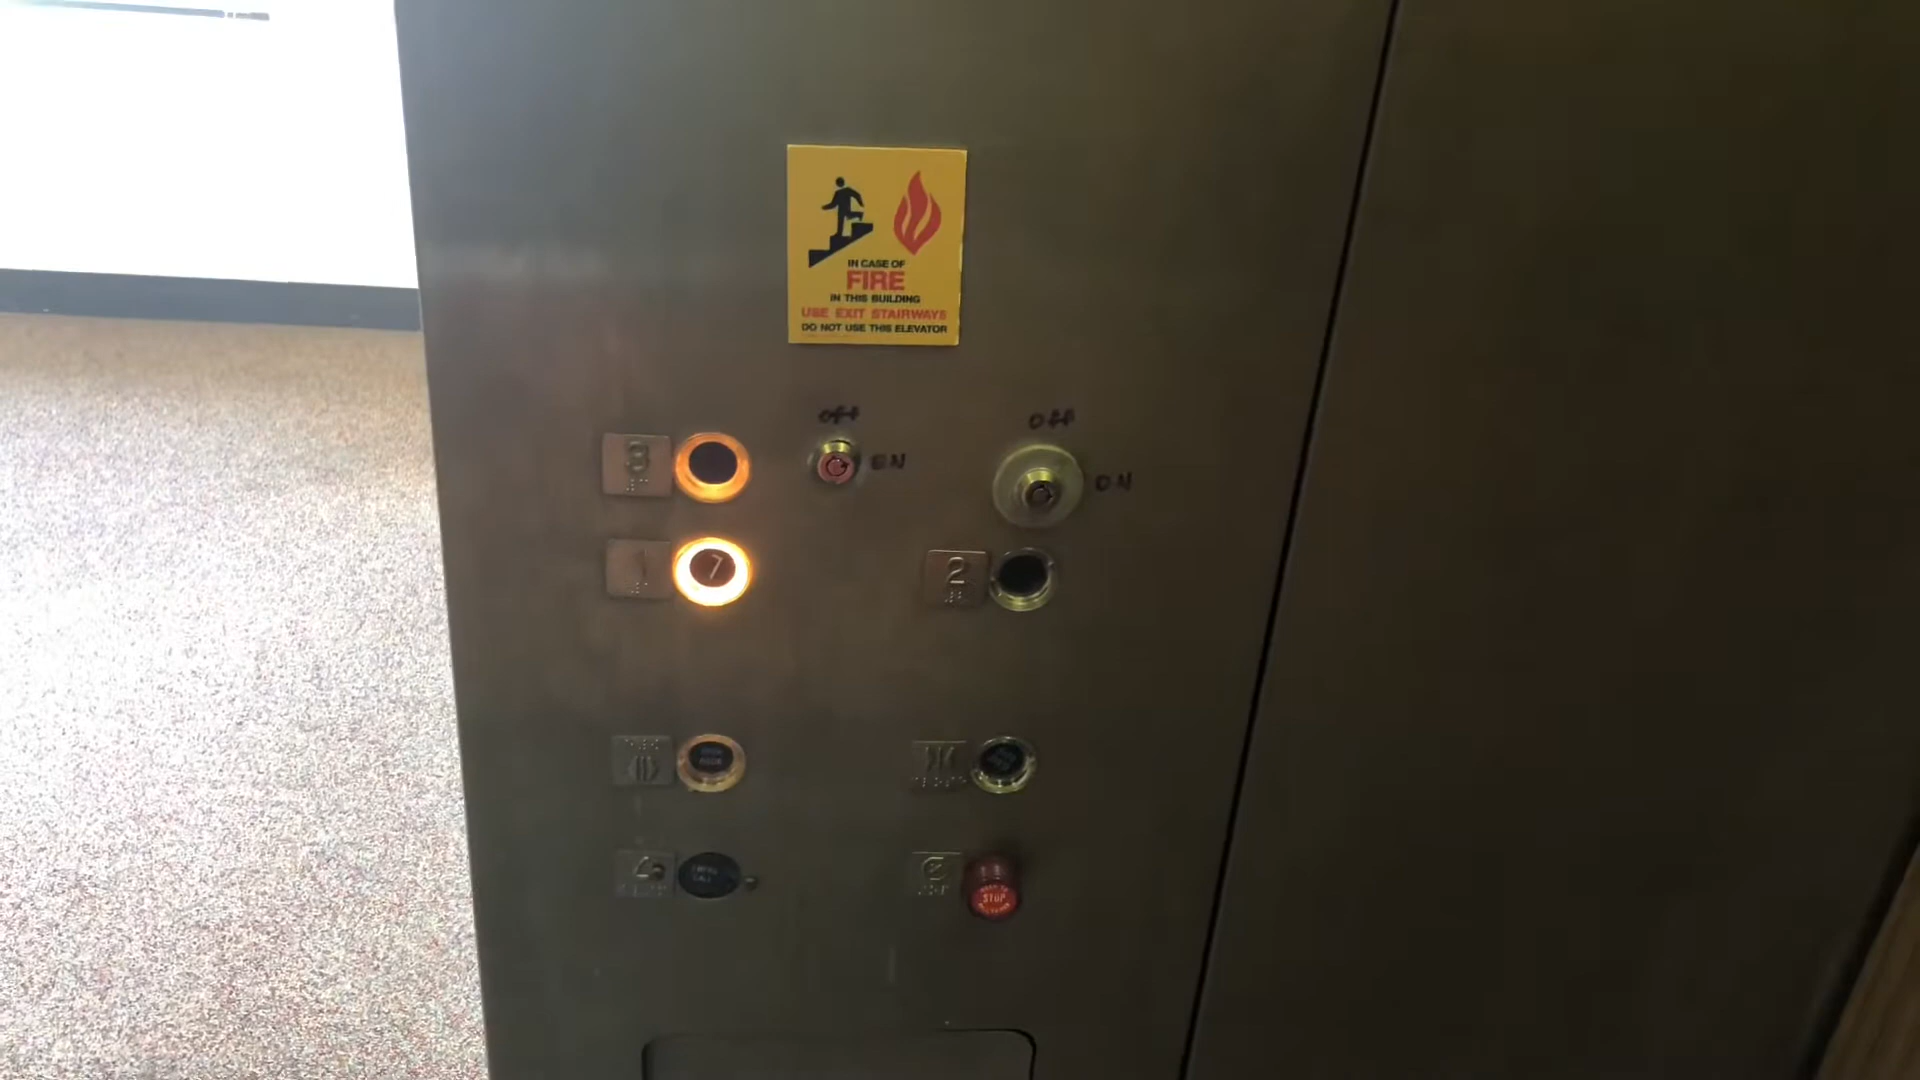 IN CASE OF
FIRE
IN THIS BUILDING
USE EXIT STAIRWAYS
DO NOT USE THIS ELEVATOR
OFF
OFF
3
ON
ON
1
7
2
STOP